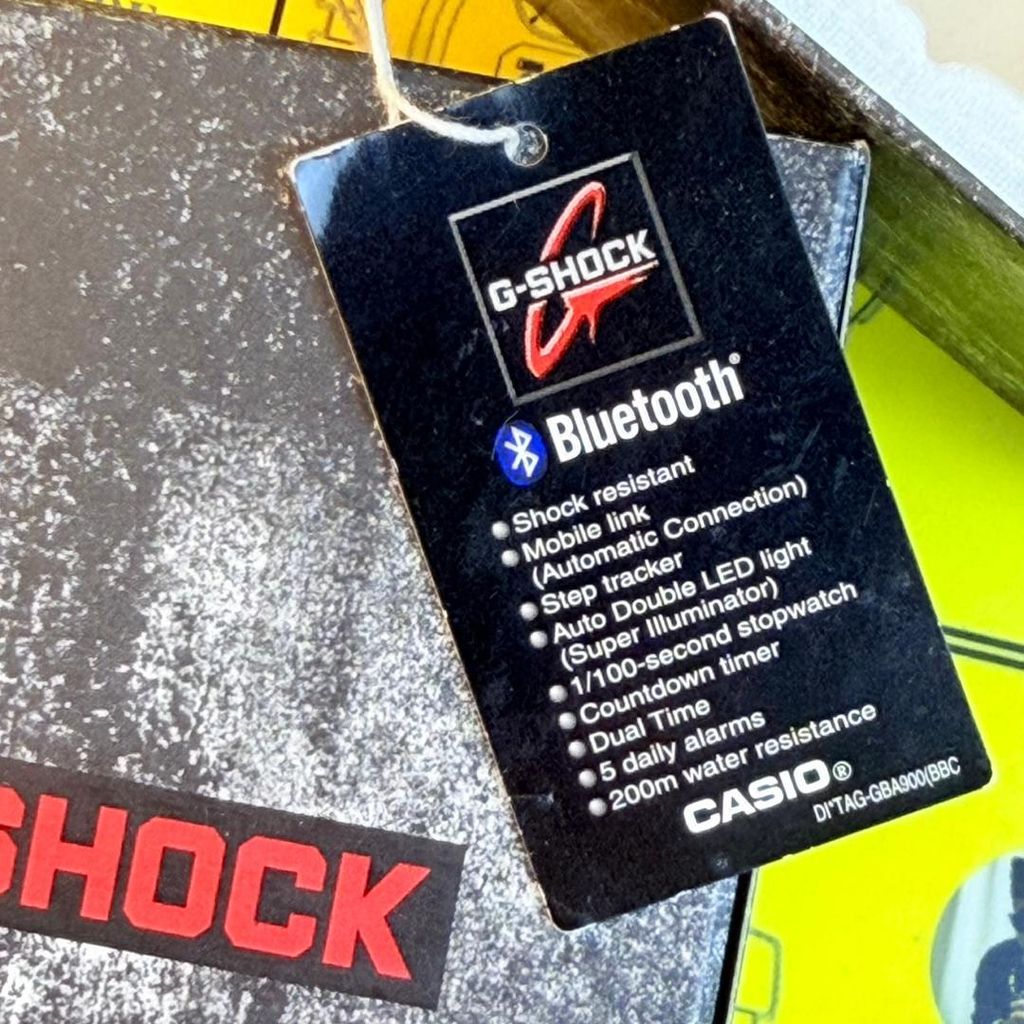 G-SHOCK
Bluetooth®
Shock resistant
Mobile link
(Automatic Connection)
Step tracker
Auto Double LED light
(Super Illuminator)
1/100-second stopwatch
Countdown timer
Dual Time
5 daily alarms
200m water resistance
CASIO®
DI*TAG-GBA900(BBC
SHOCK